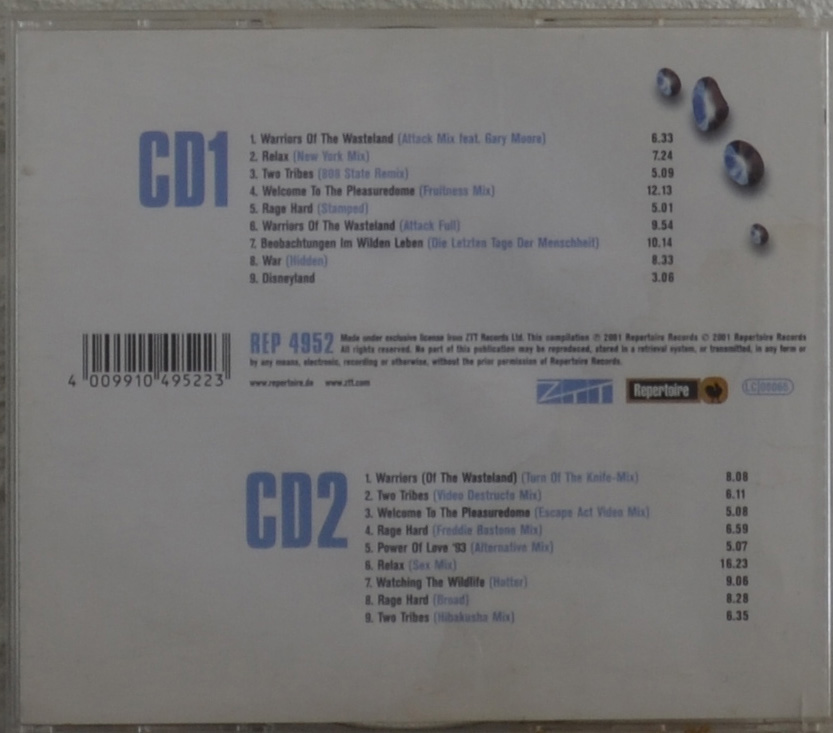 CD1
1. Warriors Of The Wasteland (Attack Mix feat. Gary Moore) 6.33
2. Relax (New York Mix) 7.24
3. Two Tribes (808 State Remix) 5.09
4. Welcome To The Pleasuredome (Fruitness Mix) 12.13
5. Rage Hard (Stamped) 5.01
6. Warriors Of The Wasteland (Attack Full) 9.54
7. Beobachtungen Im Wilden Leben (Die Letzten Tage Der Menschheit) 10.14
8. War (Hidden) 8.33
9. Disneyland 3.06
4 009910 495223
REP 4952
Made under exclusive license from ZTT Records Ltd. This compilation ℗ 2001 Repertoire Records © 2001 Repertoire Records
All rights reserved. No part of this publication may be reproduced, stored in a retrieval system, or transmitted, in any form or
by any means, electronic, recording or otherwise, without the prior permission of Repertoire Records.
www.repertoire.de www.ztt.com
ZTT
Repertoire
LC
CD2
1. Warriors (Of The Wasteland) (Turn Of The Knife-Mix) 8.06
2. Two Tribes (Video Destructo Mix) 6.11
3. Welcome To The Pleasuredome (Escape Act Video Mix) 5.08
4. Rage Hard (Freddie Bastone Mix) 6.59
5. Power Of Love '93 (Alternative Mix) 5.07
6. Relax (Sex Mix) 16.23
7. Watching The Wildlife (Hotter) 9.06
8. Rage Hard (Broad) 8.28
9. Two Tribes (Hibakusha Mix) 6.35